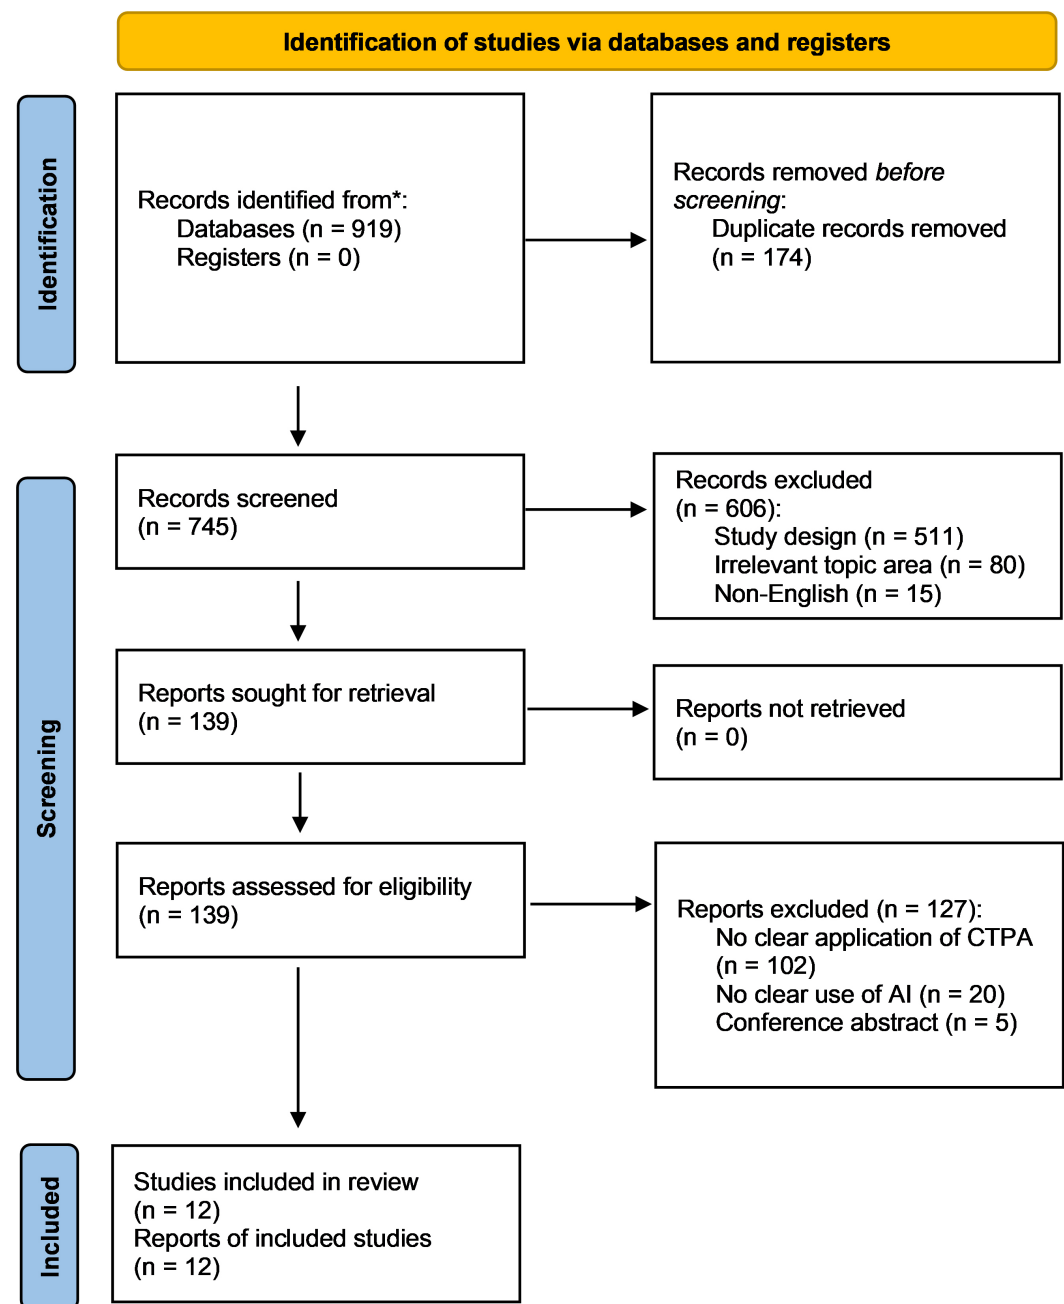 Identification of studies via databases and registers
Identification
Records identified from*:
Databases (n = 919)
Registers (n = 0)
Records removed before
screening:
Duplicate records removed
(n = 174)
Screening
Records screened
(n = 745)
Records excluded
(n = 606):
Study design (n = 511)
Irrelevant topic area (n = 80)
Non-English (n = 15)
Reports sought for retrieval
(n = 139)
Reports not retrieved
(n = 0)
Reports assessed for eligibility
(n = 139)
Reports excluded (n = 127):
No clear application of CTPA
(n = 102)
No clear use of AI (n = 20)
Conference abstract (n = 5)
Included
Studies included in review
(n = 12)
Reports of included studies
(n = 12)